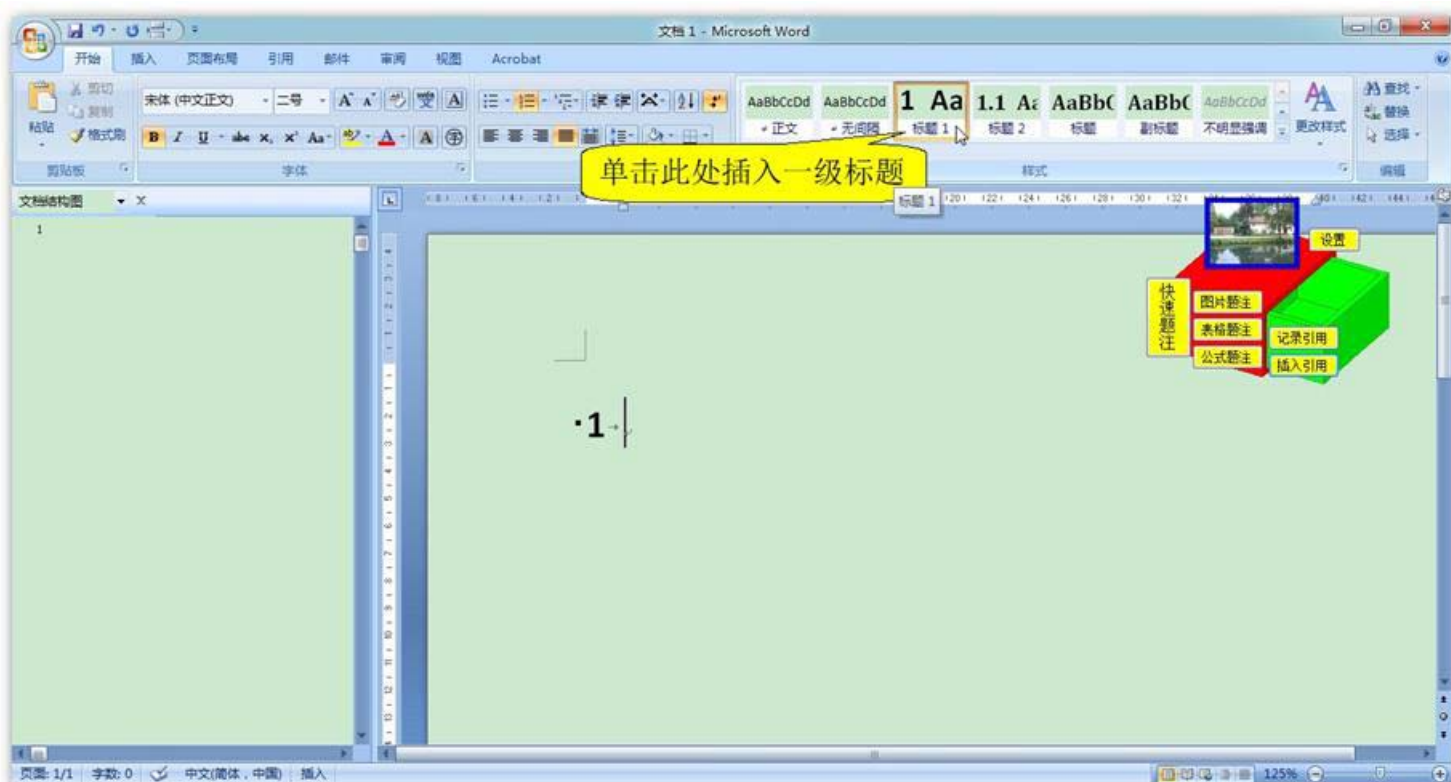 文档 1 - Microsoft Word
开始 插入 页面布局 引用 邮件 审阅 视图 Acrobat
粘贴 剪切 复制 格式刷
宋体 (中文正文) 二号
AaBbCcDd AaBbCcDd 1 Aa 1.1 Aa AaBbC AaBbC AaBbCcDd
正文 无间隔 标题 1 标题 2 标题 副标题 不明显强调
更改样式
查找 替换 选择
剪贴板 字体 样式 编辑
单击此处插入一级标题
标题 1
文档结构图
1
设置
快速题注
图片题注
表格题注
公式题注
记录引用
插入引用
1
页面: 1/1 字数: 0 中文(简体,中国) 插入 125%